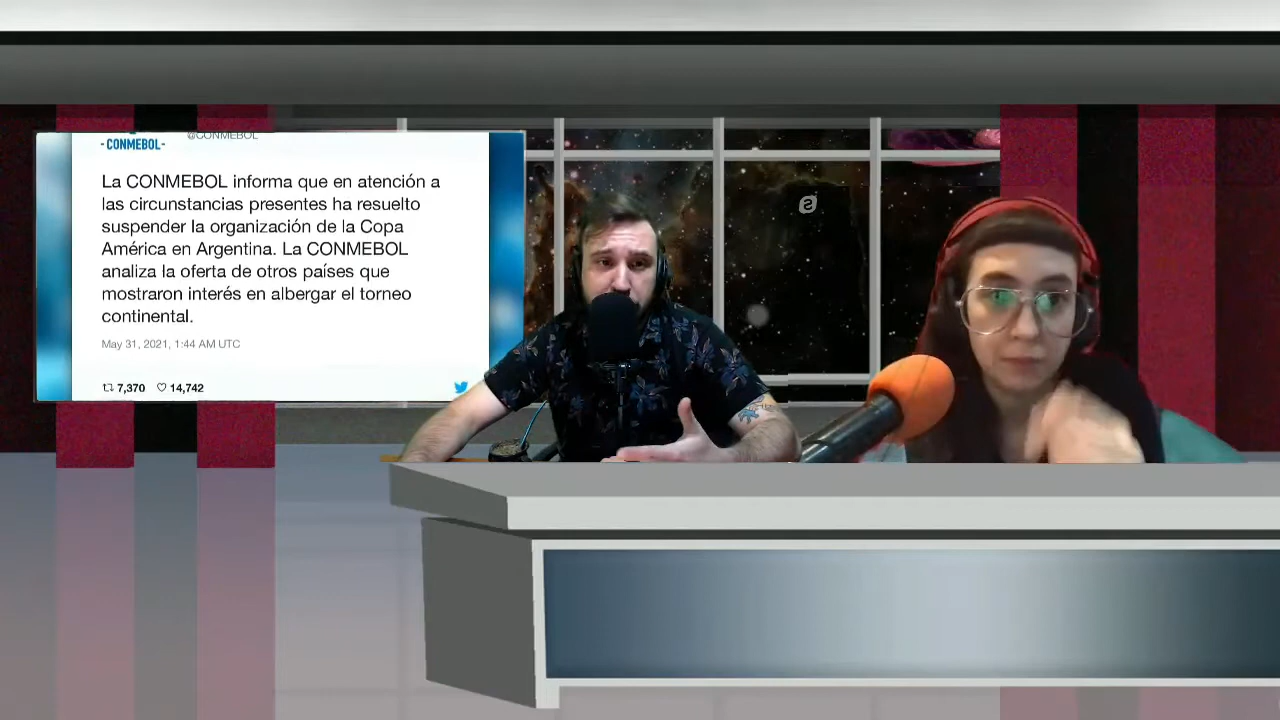 @CONMEBOL
-CONMEBOL-
La CONMEBOL informa que en atención a
las circunstancias presentes ha resuelto
suspender la organización de la Copa
América en Argentina. La CONMEBOL
analiza la oferta de otros países que
mostraron interés en albergar el torneo
continental.
May 31, 2021, 1:44 AM UTC
7,370 14,742